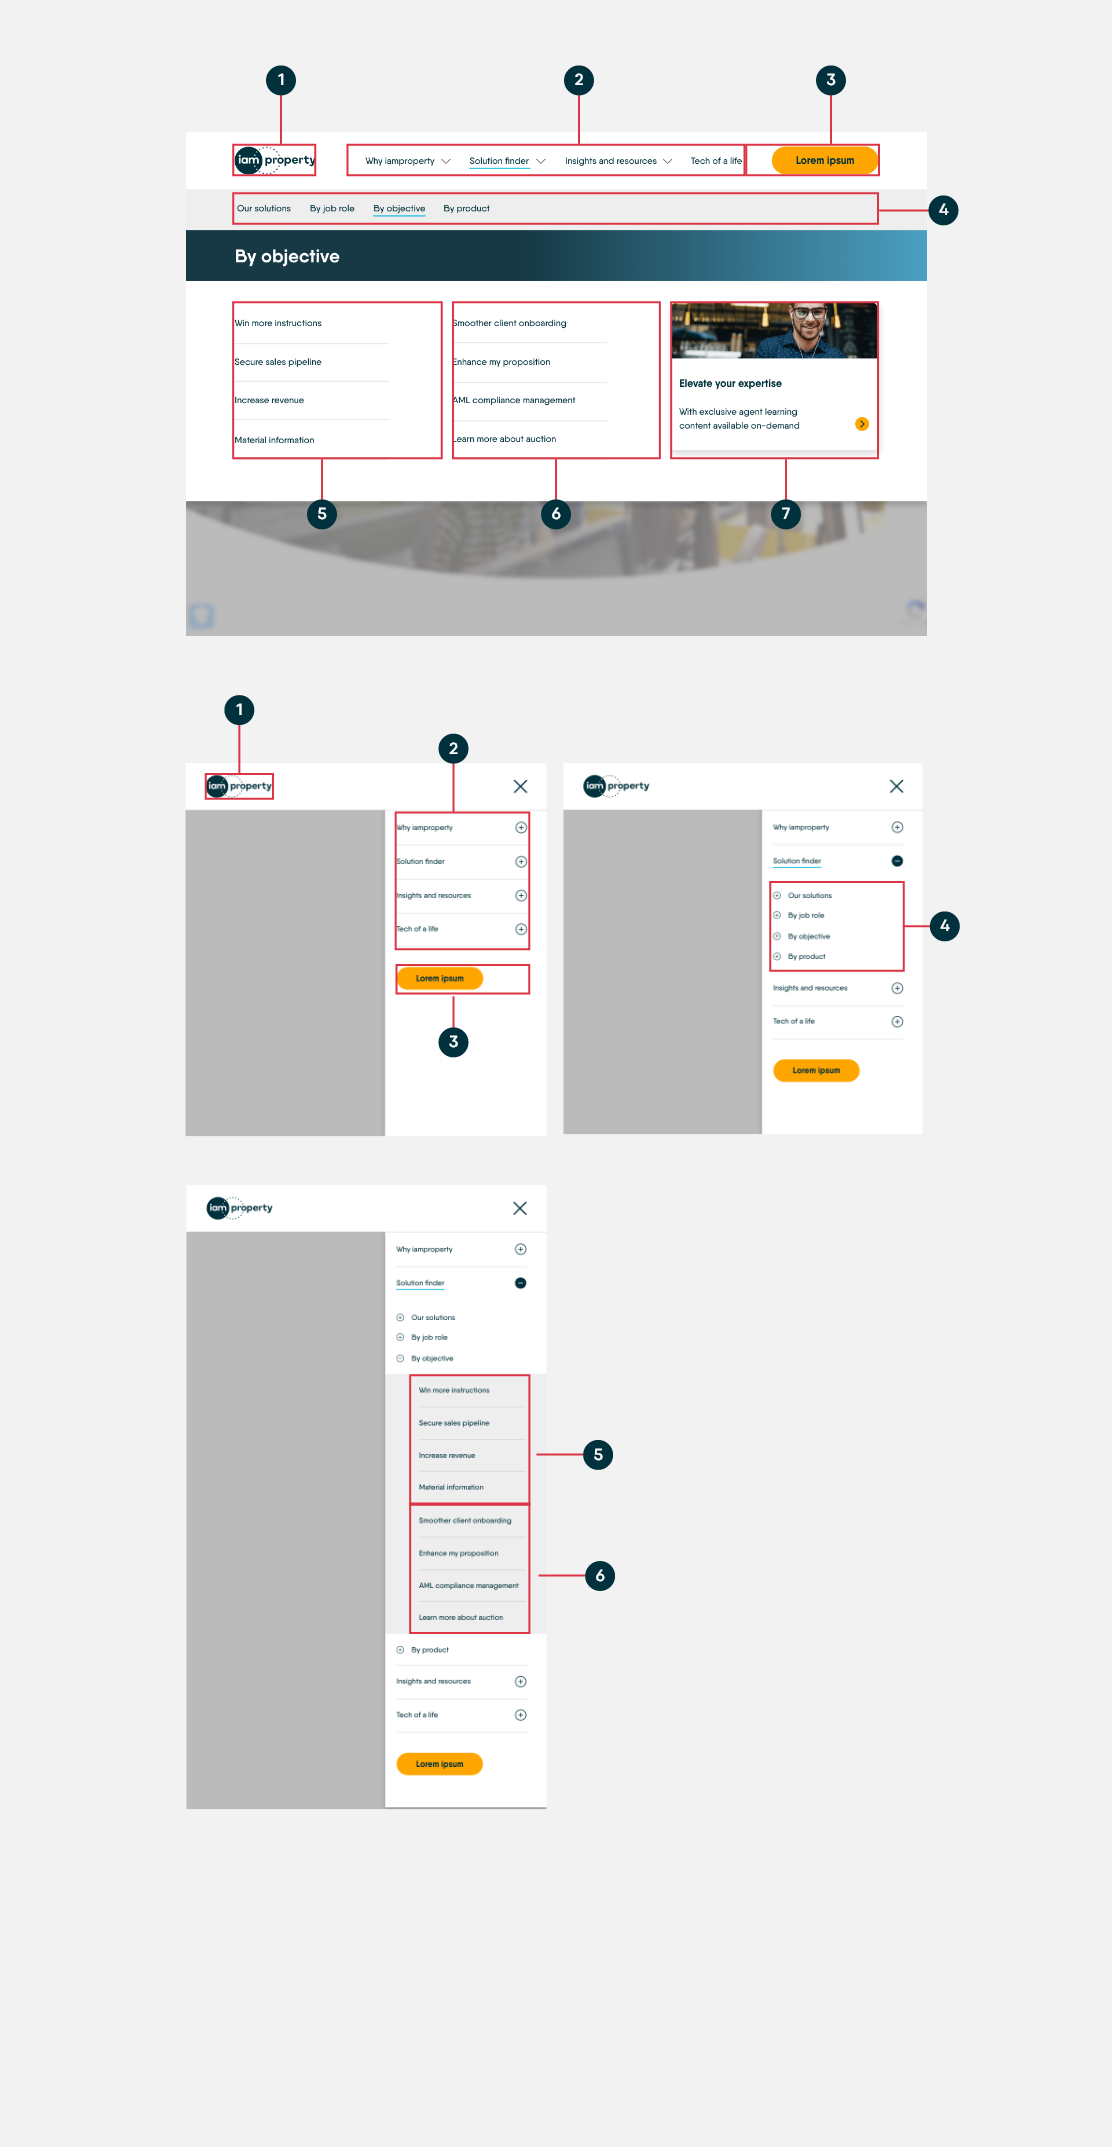 1
2
3
iam property
Why iamproperty
Solution finder
Insights and resources
Tech of a life
Lorem ipsum
Our solutions
By job role
By objective
By product
4
By objective
Win more instructions
Secure sales pipeline
Increase revenue
Material information
Smoother client onboarding
Enhance my proposition
AML compliance management
Learn more about auction
Elevate your expertise
With exclusive agent learning
content available on-demand
5
6
7
1
2
iam property
Why iamproperty
Solution finder
Insights and resources
Tech of a life
Lorem ipsum
3
iam property
Why iamproperty
Solution finder
Our solutions
By job role
By objective
By product
4
Insights and resources
Tech of a life
Lorem ipsum
iam property
Why iamproperty
Solution finder
Our solutions
By job role
By objective
Win more instructions
Secure sales pipeline
Increase revenue
Material information
5
Smoother client onboarding
Enhance my proposition
AML compliance management
Learn more about auction
6
By product
Insights and resources
Tech of a life
Lorem ipsum